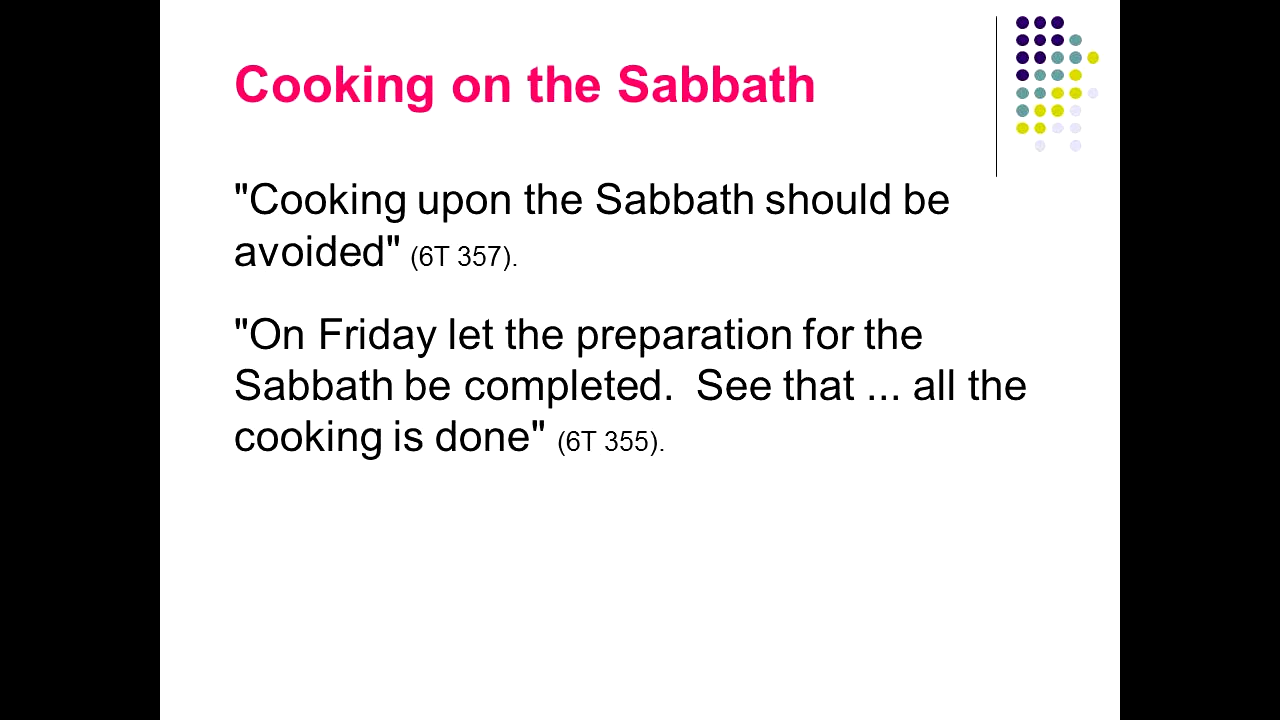 Cooking on the Sabbath
"Cooking upon the Sabbath should be
avoided" (6T 357).
"On Friday let the preparation for the
Sabbath be completed.  See that ... all the
cooking is done" (6T 355).